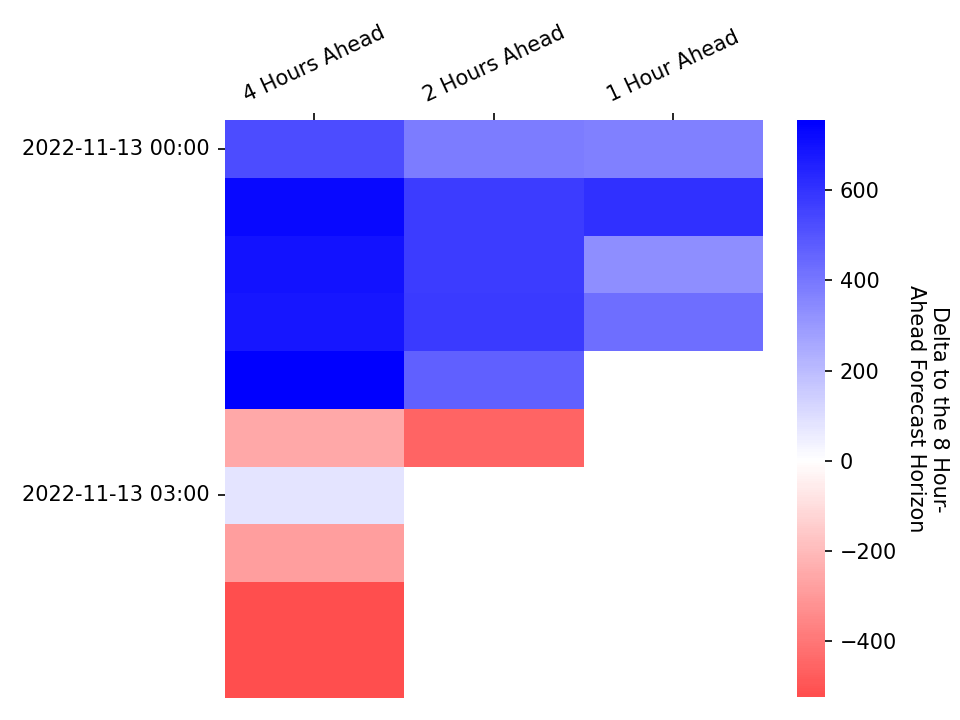 4 Hours Ahead
2 Hours Ahead
1 Hour Ahead
2022-11-13 00:00
2022-11-13 03:00
600
400
200
0
−200
−400
Delta to the 8 Hour-
Ahead Forecast Horizon